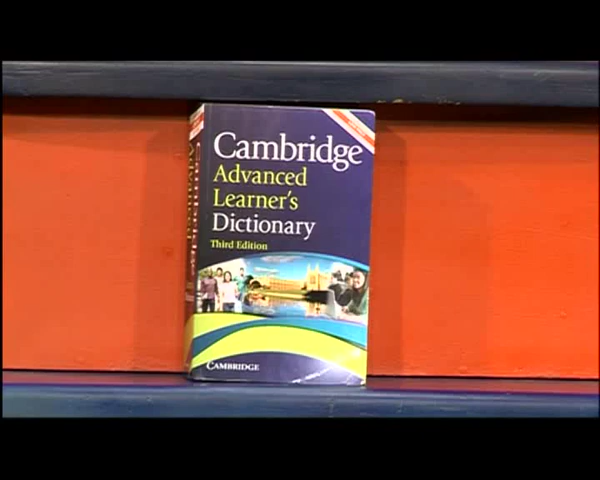 Cambridge
Advanced
Learner's
Dictionary
Third Edition
CAMBRIDGE